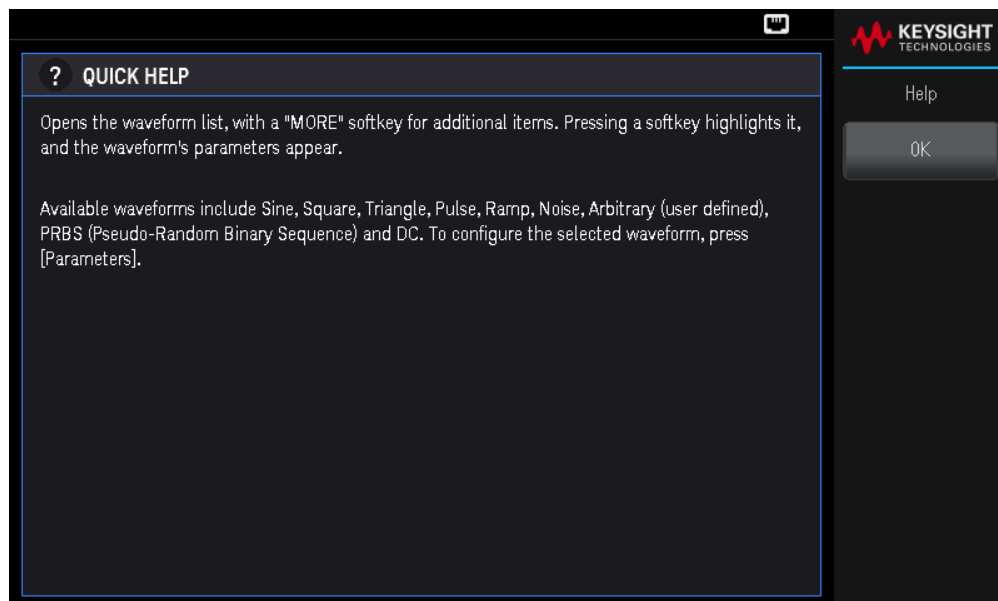 KEYSIGHT
TECHNOLOGIES
? QUICK HELP
Help
Opens the waveform list, with a "MORE" softkey for additional items. Pressing a softkey highlights it,
and the waveform's parameters appear.
OK
Available waveforms include Sine, Square, Triangle, Pulse, Ramp, Noise, Arbitrary (user defined),
PRBS (Pseudo-Random Binary Sequence) and DC. To configure the selected waveform, press
[Parameters].